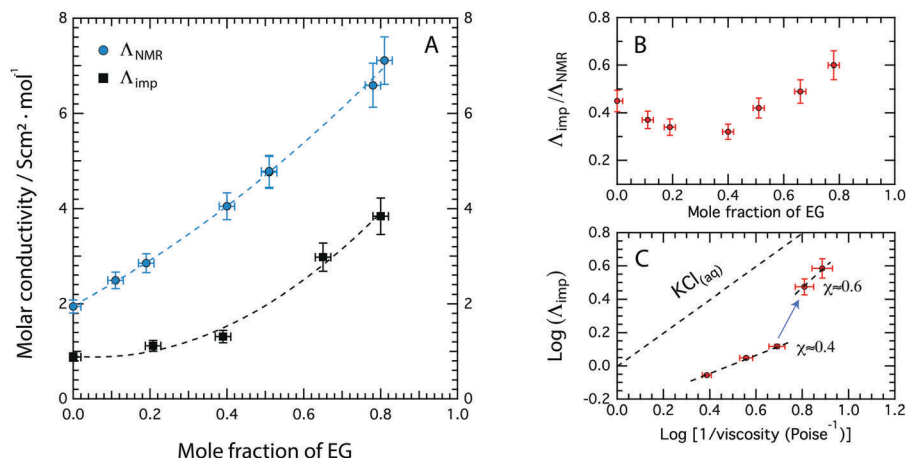 A
Λ_NMR
Λ_imp
8
6
4
2
0
8
6
4
2
0
0.0 0.2 0.4 0.6 0.8 1.0
Molar conductivity / Scm² · mol⁻¹
Mole fraction of EG
B
0.8
0.6
0.4
0.2
0.0 0.2 0.4 0.6 0.8 1.0
Λ_imp/Λ_NMR
Mole fraction of EG
C
KCl_(aq)
χ≈0.6
χ≈0.4
0.8
0.6
0.4
0.2
0.0
-0.2
0.0 0.2 0.4 0.6 0.8 1.0 1.2
Log (Λ_imp)
Log [1/viscosity (Poise⁻¹)]